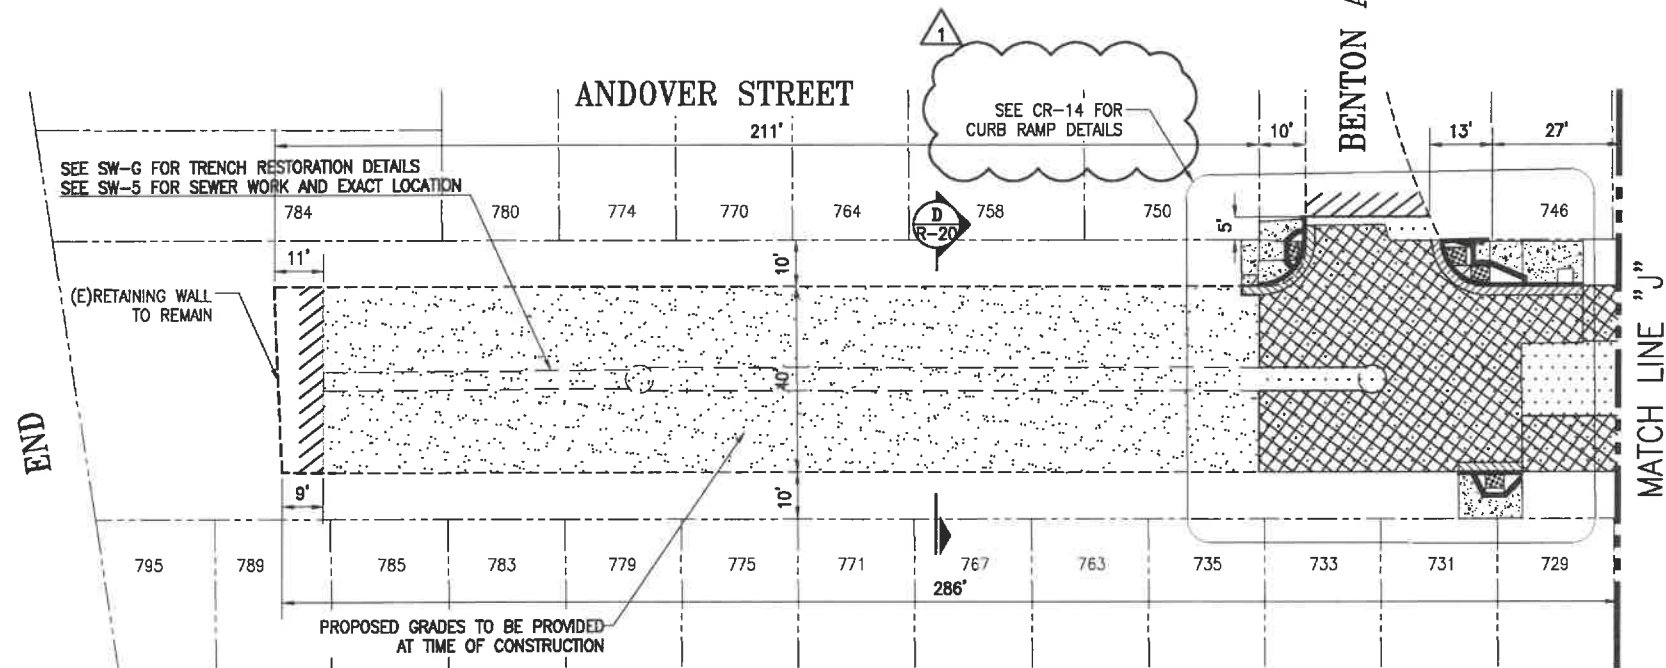 1
BENTON A
ANDOVER STREET
SEE CR-14 FOR
CURB RAMP DETAILS
211'
10'
13'
27'
SEE SW-G FOR TRENCH RESTORATION DETAILS
SEE SW-5 FOR SEWER WORK AND EXACT LOCATION
784
780
774
770
764
D
R-20
758
750
5'
746
11'
10'
(E)RETAINING WALL
TO REMAIN
MATCH LINE "J"
40'
END
9'
10'
795
789
785
783
779
775
771
767
763
735
733
731
729
286'
PROPOSED GRADES TO BE PROVIDED
AT TIME OF CONSTRUCTION